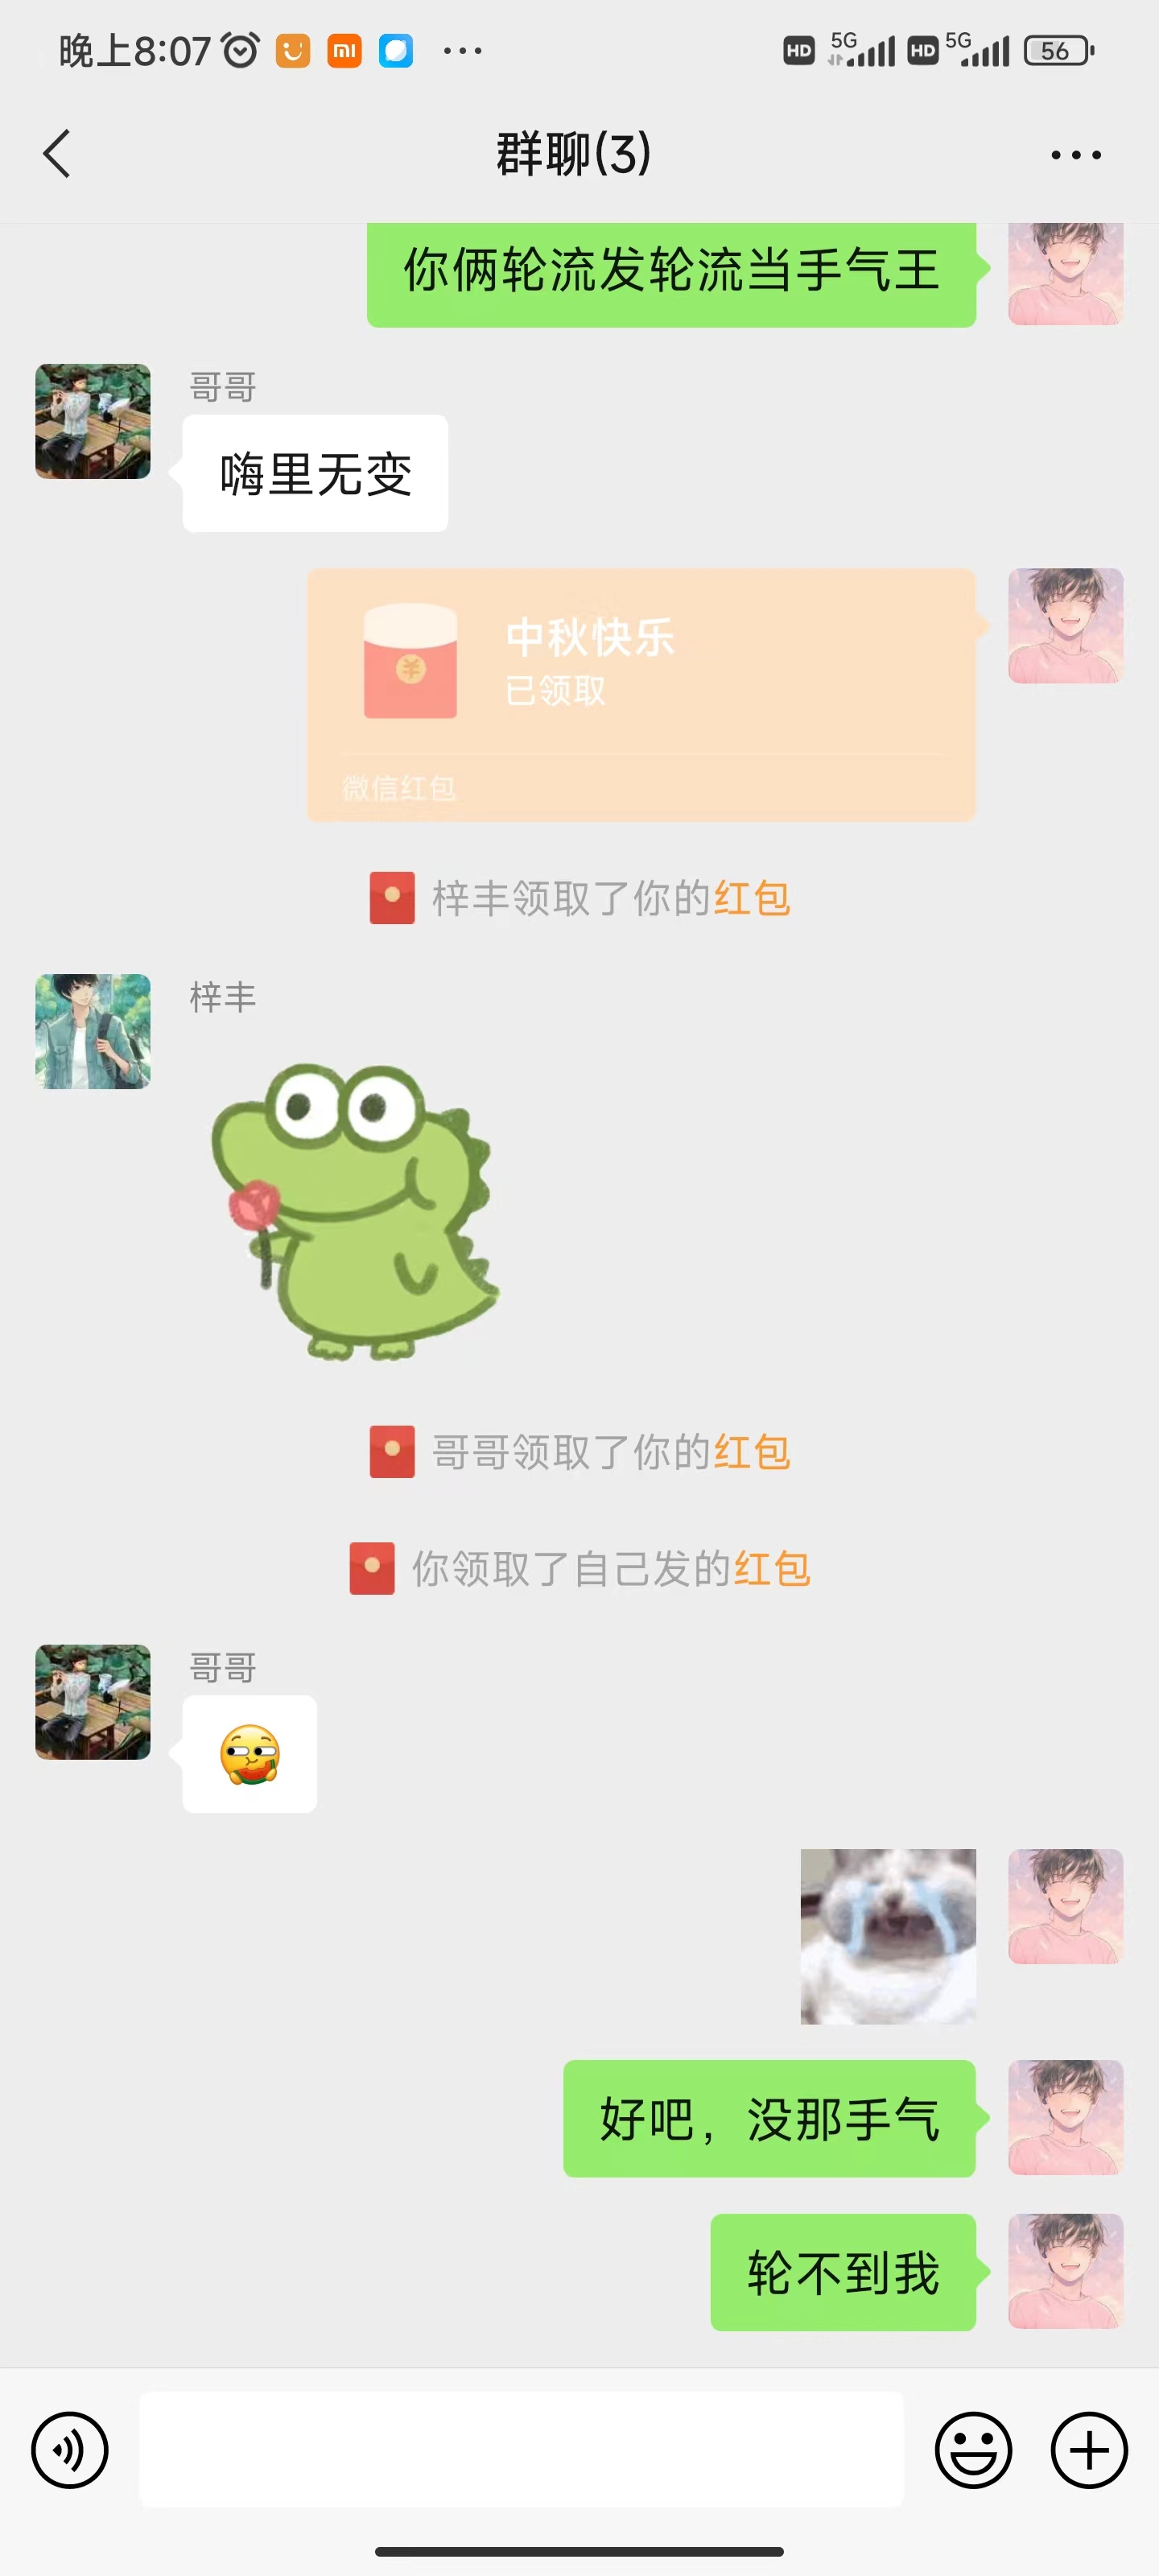 晚上8:07
HD 5G HD 5G 56
群聊(3)
你俩轮流发轮流当手气王
哥哥
嗨里无变
中秋快乐
已领取
微信红包
梓丰领取了你的红包
梓丰
哥哥领取了你的红包
你领取了自己发的红包
哥哥
好吧，没那手气
轮不到我